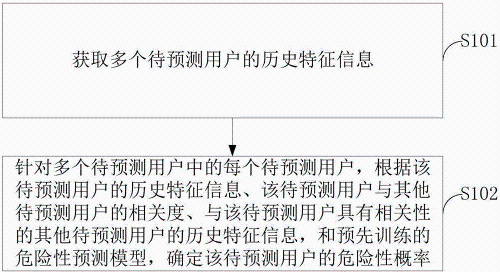 获取多个待预测用户的历史特征信息
S101
针对多个待预测用户中的每个待预测用户，根据该
待预测用户的历史特征信息、该待预测用户与其他
待预测用户的相关度、与该待预测用户具有相关性
的其他待预测用户的历史特征信息，和预先训练的
危险性预测模型，确定该待预测用户的危险性概率
S102